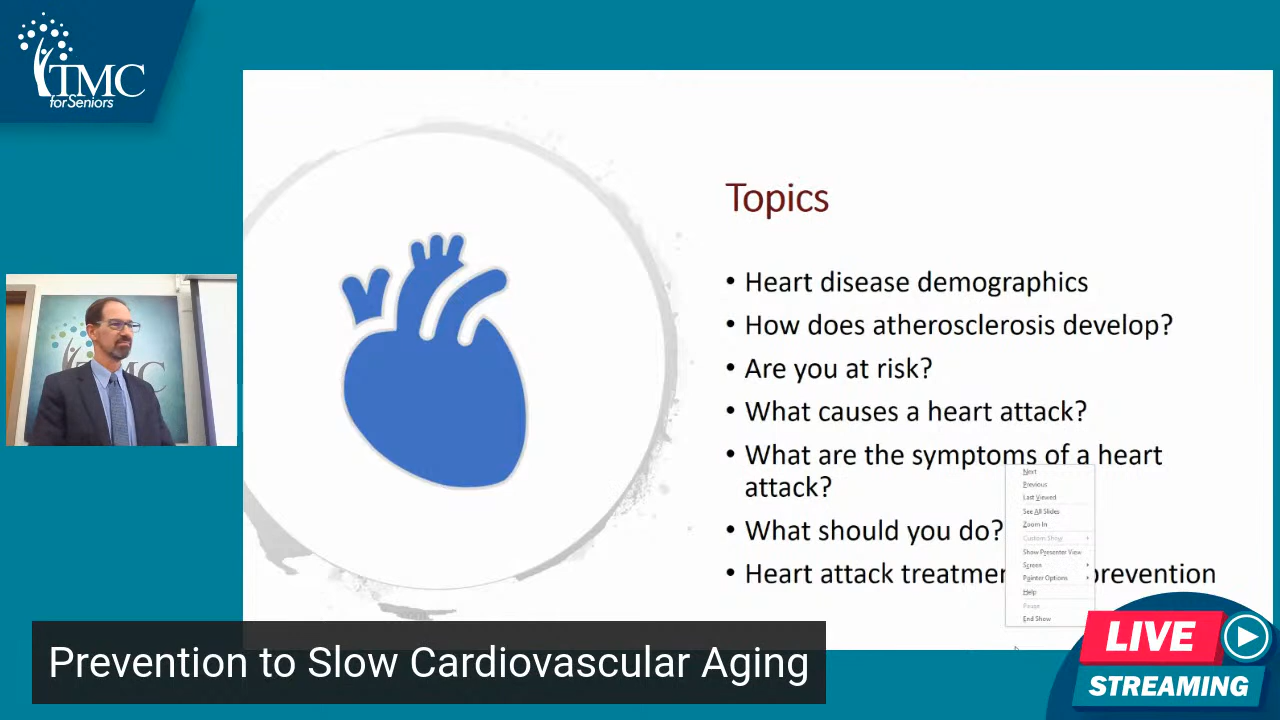 TMC
for Seniors
Topics
• Heart disease demographics
• How does atherosclerosis develop?
• Are you at risk?
• What causes a heart attack?
• What are the symptoms of a heart
attack?
• What should you do?
• Heart attack treatmen prevention
Next
Previous
Last Viewed
See All Slides
Zoom In
Custom Show
Show Presenter View
Screen
Pointer Options
Help
Pause
End Show
TMC
Prevention to Slow Cardiovascular Aging
LIVE
STREAMING